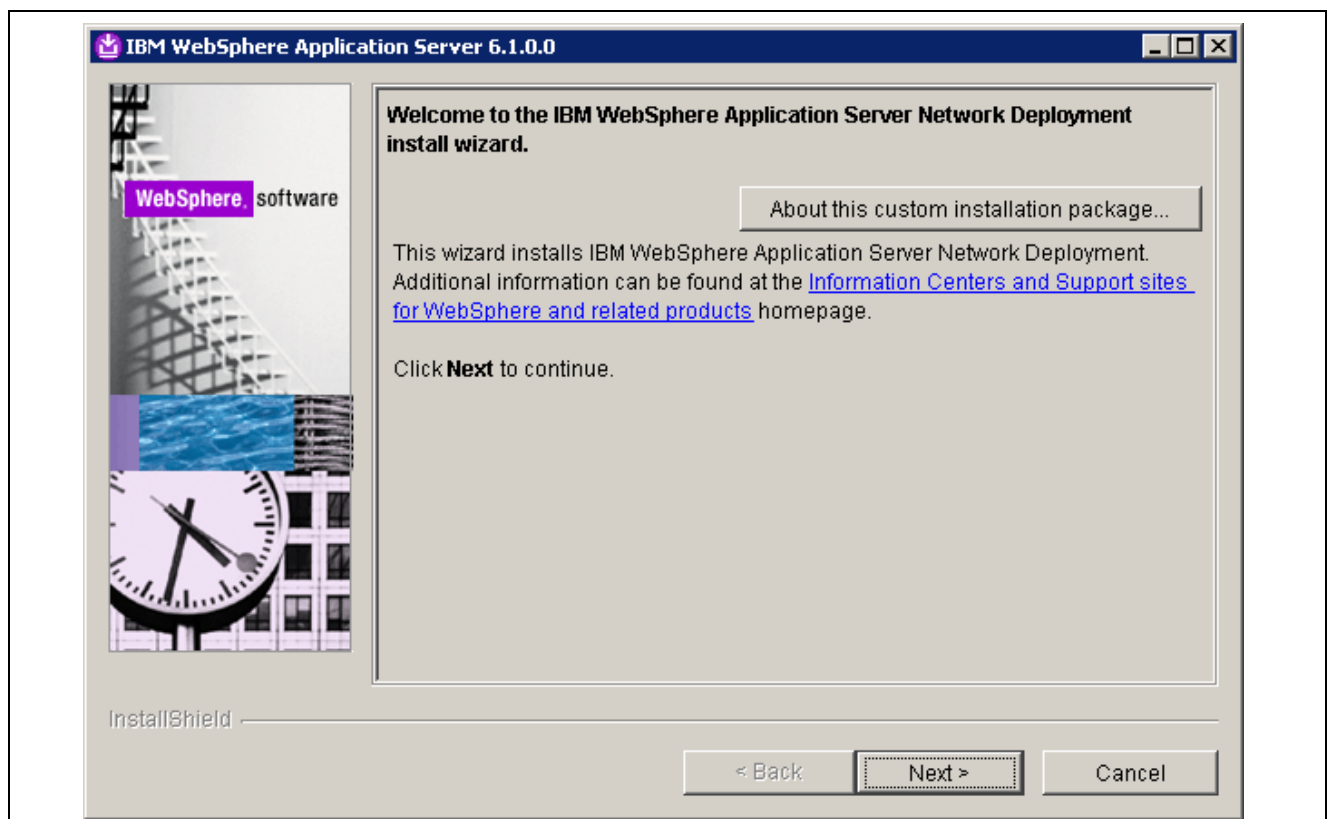 IBM WebSphere Application Server 6.1.0.0
WebSphere. software
Welcome to the IBM WebSphere Application Server Network Deployment
install wizard.
About this custom installation package...
This wizard installs IBM WebSphere Application Server Network Deployment.
Additional information can be found at the Information Centers and Support sites
for WebSphere and related products homepage.
Click Next to continue.
InstallShield
< Back
Next >
Cancel